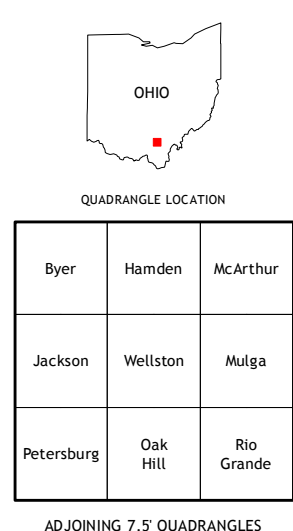 OHIO
QUADRANGLE LOCATION
Byer Hamden McArthur
Jackson Wellston Mulga
Petersburg Oak Hill Rio Grande
ADJOINING 7.5' QUADRANGLES